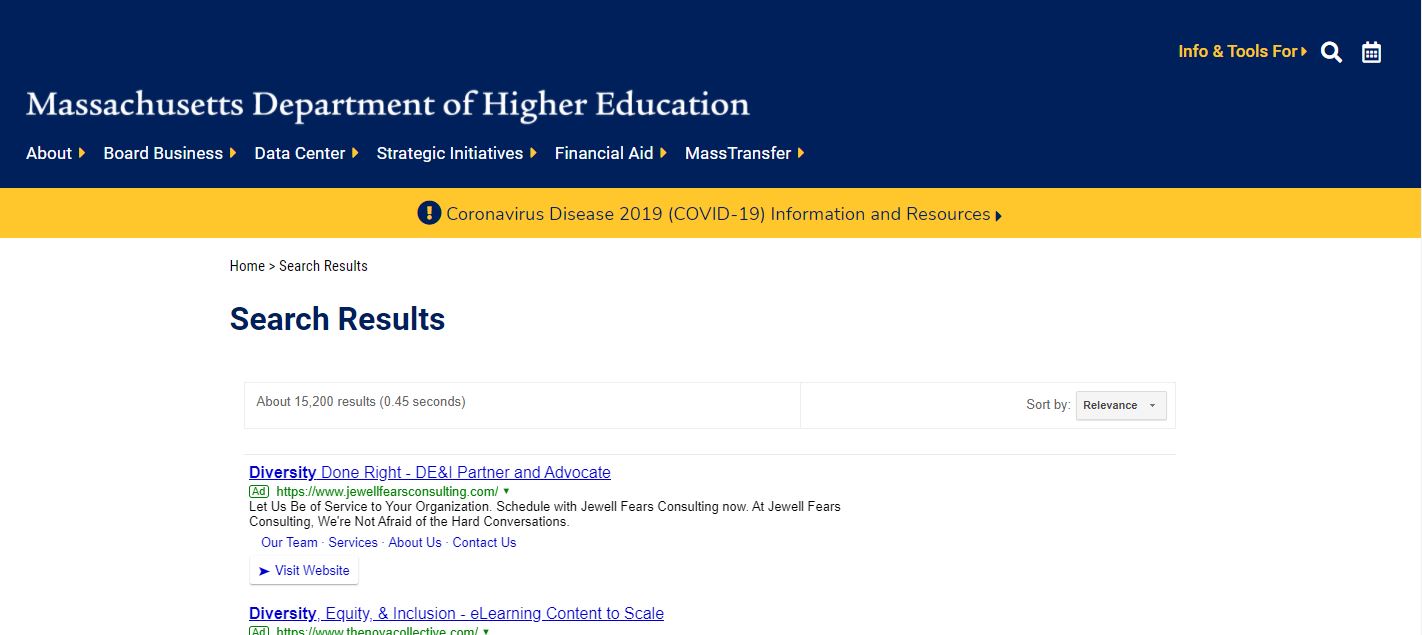 Info & Tools For
Massachusetts Department of Higher Education
About Board Business Data Center Strategic Initiatives Financial Aid MassTransfer
Coronavirus Disease 2019 (COVID-19) Information and Resources
Home > Search Results
Search Results
About 15,200 results (0.45 seconds)
Sort by: Relevance
Diversity Done Right - DE&I Partner and Advocate
Ad https://www.jewellfearsconsulting.com/
Let Us Be of Service to Your Organization. Schedule with Jewell Fears Consulting now. At Jewell Fears
Consulting, We're Not Afraid of the Hard Conversations.
Our Team · Services · About Us · Contact Us
Visit Website
Diversity, Equity, & Inclusion - eLearning Content to Scale
Ad https://www.thenovacollective.com/